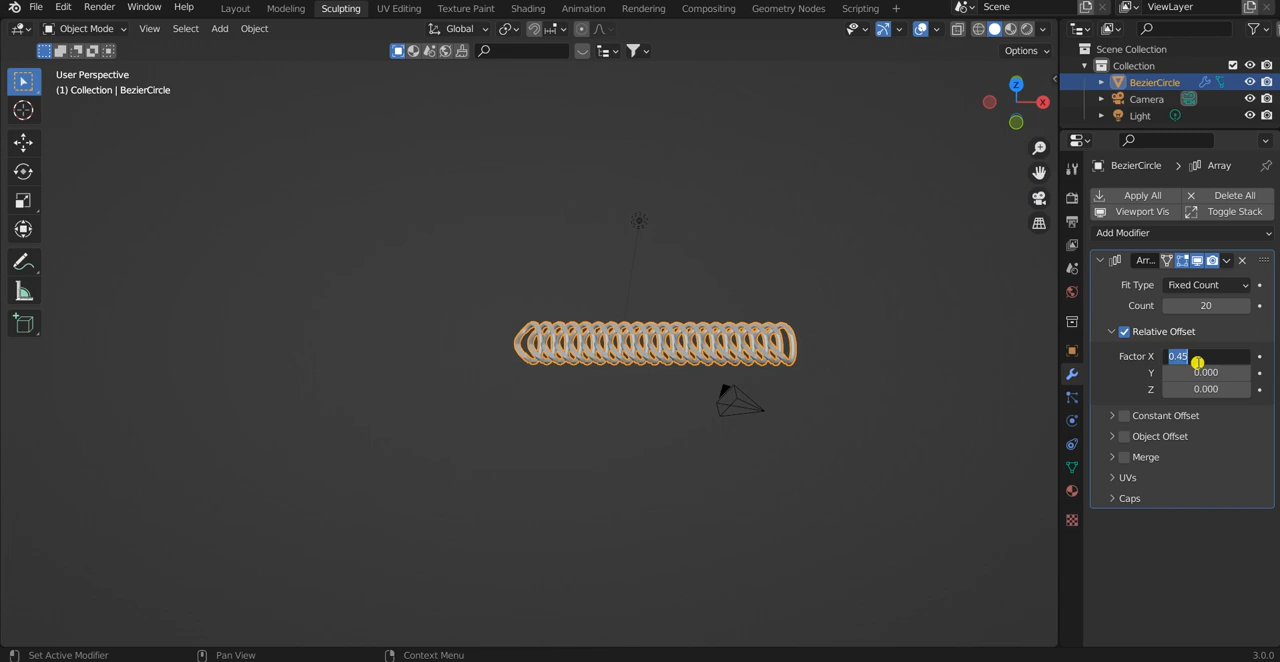 File Edit Render Window Help Layout Modeling Sculpting UV Editing Texture Paint Shading Animation Rendering Compositing Geometry Nodes Scripting + Scene ViewLayer
Object Mode View Select Add Object Global
Options
User Perspective
(1) Collection | BezierCircle
Z
X
Scene Collection
Collection
BezierCircle
Camera
Light
BezierCircle > Array
Apply All Delete All
Viewport Vis Toggle Stack
Add Modifier
Arr...
Fit Type Fixed Count
Count 20
Relative Offset
Factor X 0.45
Y 0.000
Z 0.000
Constant Offset
Object Offset
Merge
UVs
Caps
Set Active Modifier Pan View Context Menu 3.0.0